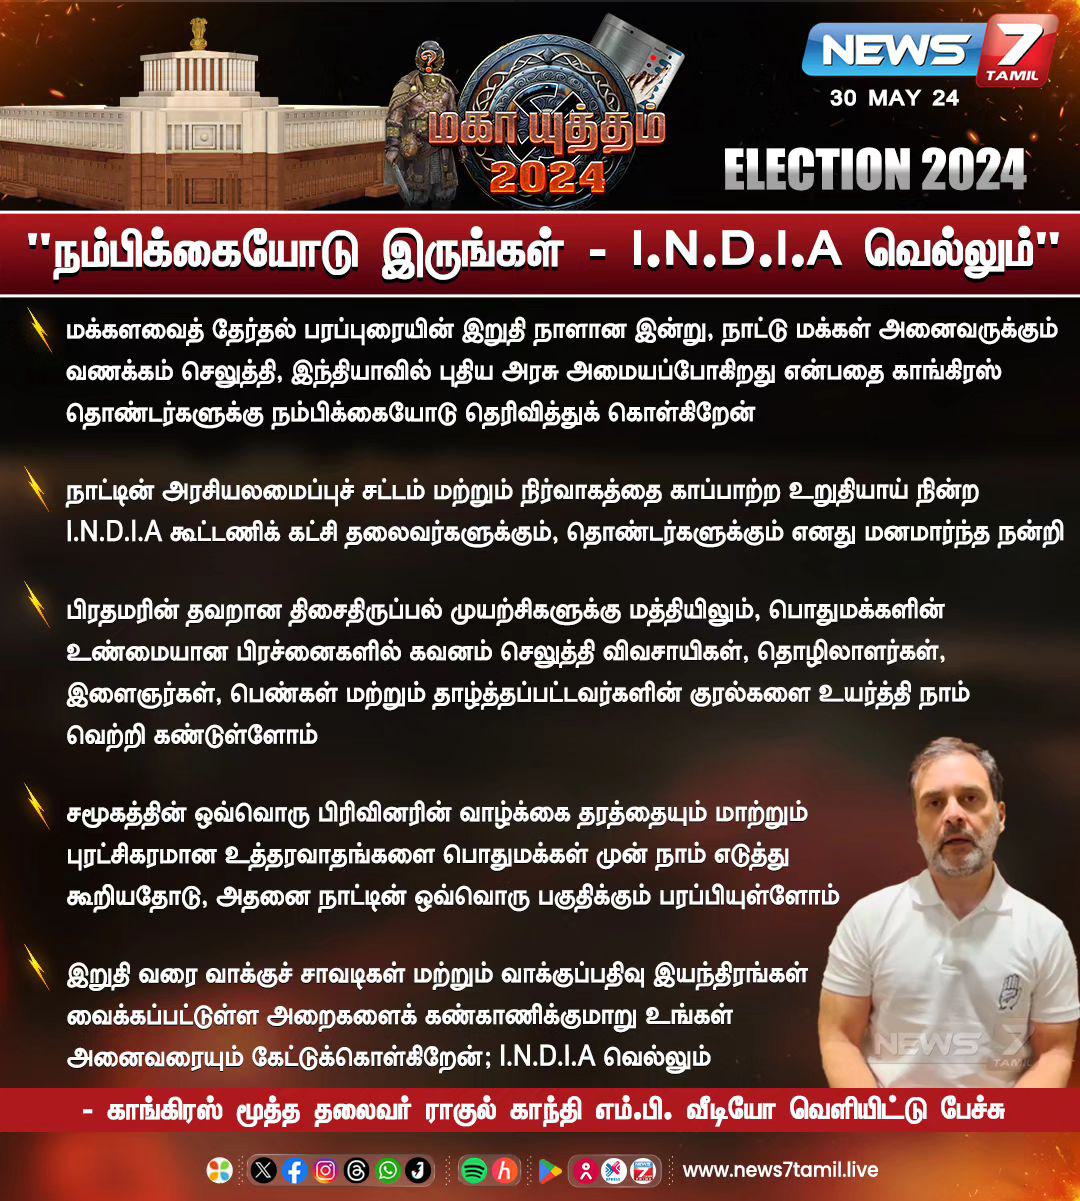 NEWS 7
TAMIL
30 MAY 24
மகா யுத்தம்
2024
ELECTION 2024
"நம்பிக்கையோடு இருங்கள் - I.N.D.I.A வெல்லும்"
மக்களவைத் தேர்தல் பரப்புரையின் இறுதி நாளான இன்று, நாட்டு மக்கள் அனைவருக்கும்
வணக்கம் செலுத்தி, இந்தியாவில் புதிய அரசு அமையப்போகிறது என்பதை காங்கிரஸ்
தொண்டர்களுக்கு நம்பிக்கையோடு தெரிவித்துக் கொள்கிறேன்
நாட்டின் அரசியலமைப்புச் சட்டம் மற்றும் நிர்வாகத்தை காப்பாற்ற உறுதியாய் நின்ற
I.N.D.I.A கூட்டணிக் கட்சி தலைவர்களுக்கும், தொண்டர்களுக்கும் எனது மனமார்ந்த நன்றி
பிரதமரின் தவறான திசைதிருப்பல் முயற்சிகளுக்கு மத்தியிலும், பொதுமக்களின்
உண்மையான பிரச்னைகளில் கவனம் செலுத்தி விவசாயிகள், தொழிலாளர்கள்,
இளைஞர்கள், பெண்கள் மற்றும் தாழ்த்தப்பட்டவர்களின் குரல்களை உயர்த்தி நாம்
வெற்றி கண்டுள்ளோம்
சமூகத்தின் ஒவ்வொரு பிரிவினரின் வாழ்க்கை தரத்தையும் மாற்றும்
புரட்சிகரமான உத்தரவாதங்களை பொதுமக்கள் முன் நாம் எடுத்து
கூறியதோடு, அதனை நாட்டின் ஒவ்வொரு பகுதிக்கும் பரப்பியுள்ளோம்
இறுதி வரை வாக்குச் சாவடிகள் மற்றும் வாக்குப்பதிவு இயந்திரங்கள்
வைக்கப்பட்டுள்ள அறைகளைக் கண்காணிக்குமாறு உங்கள்
அனைவரையும் கேட்டுக்கொள்கிறேன்; I.N.D.I.A வெல்லும்
NEWS 7
TAMIL
- காங்கிரஸ் மூத்த தலைவர் ராகுல் காந்தி எம்.பி. வீடியோ வெளியிட்டு பேச்சு
www.news7tamil.live